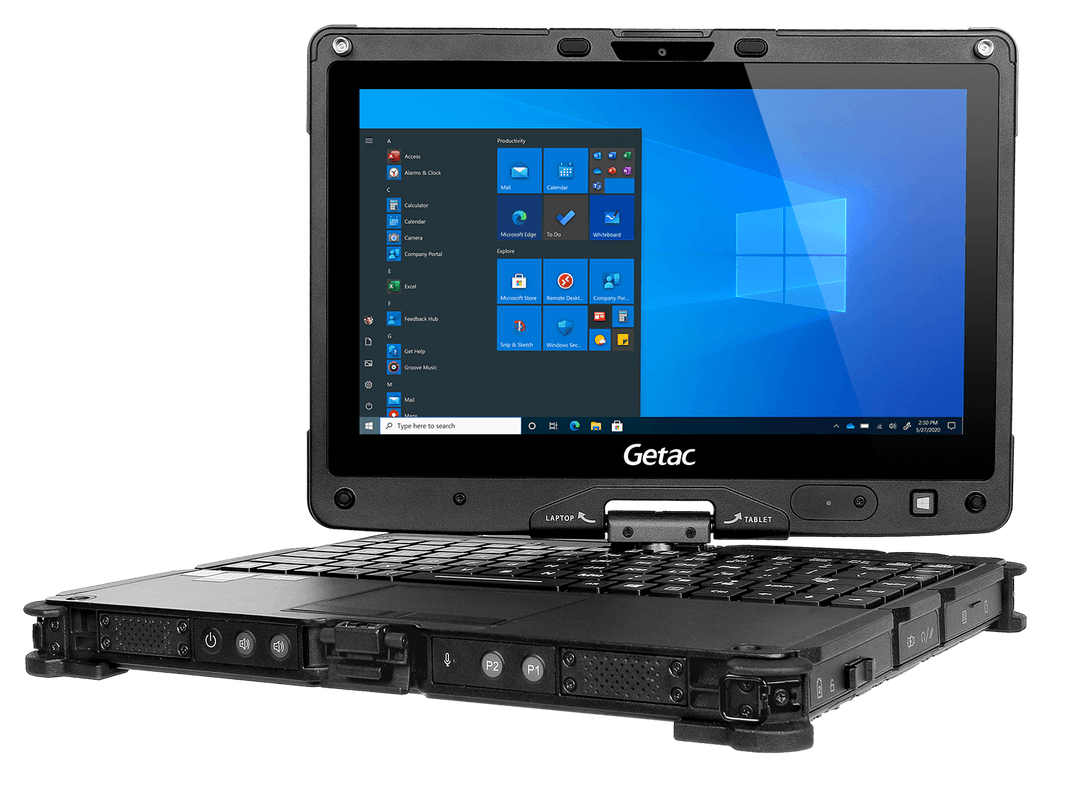 A
Access
Alarms & Clock
C
Calculator
Calendar
Camera
Company Portal
E
Excel
F
Feedback Hub
G
Get Help
Groove Music
M
Mail
Maps
Productivity
Mail
Calendar
Microsoft Edge
To Do
Whiteboard
Explore
Microsoft Store
Remote Deskt...
Company Por...
Snip & Sketch
Windows Sec...
Type here to search
2:30 PM
5/27/2020
Getac
LAPTOP
TABLET
P2
P1